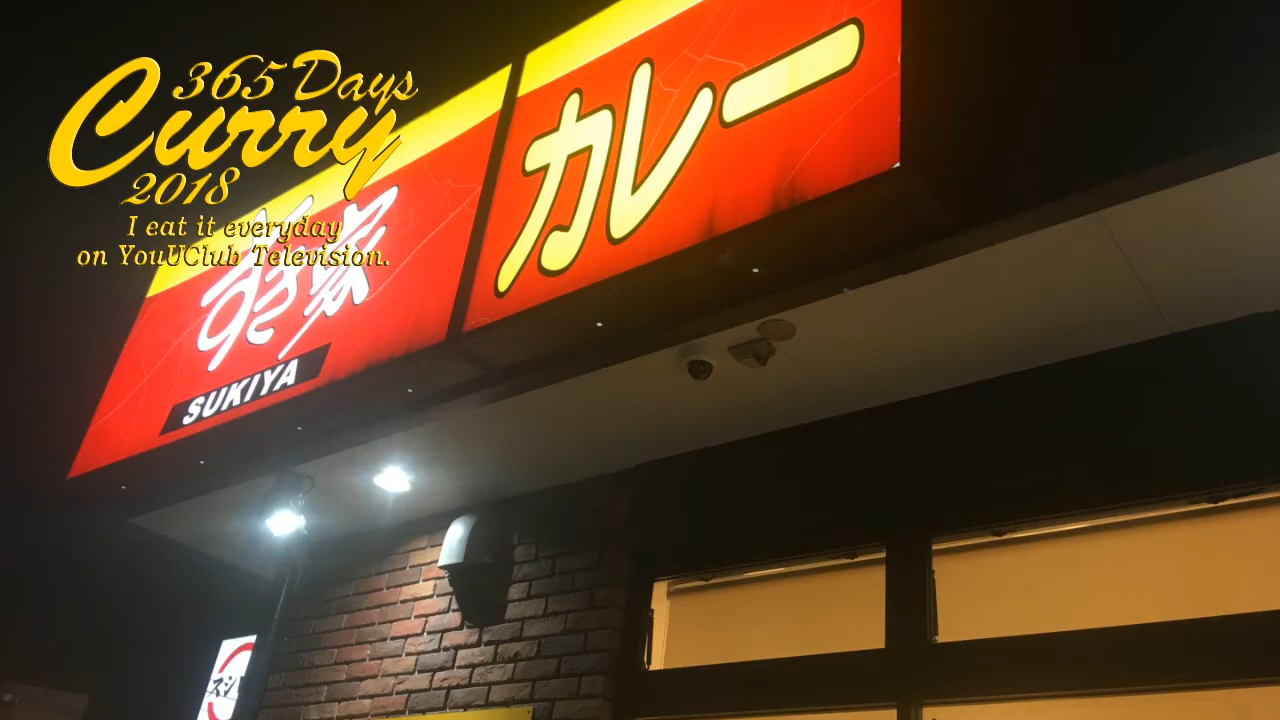 365 Days
Curry
2018
I eat it everyday
on YouUClub Television.
カレー
すき家
SUKIYA